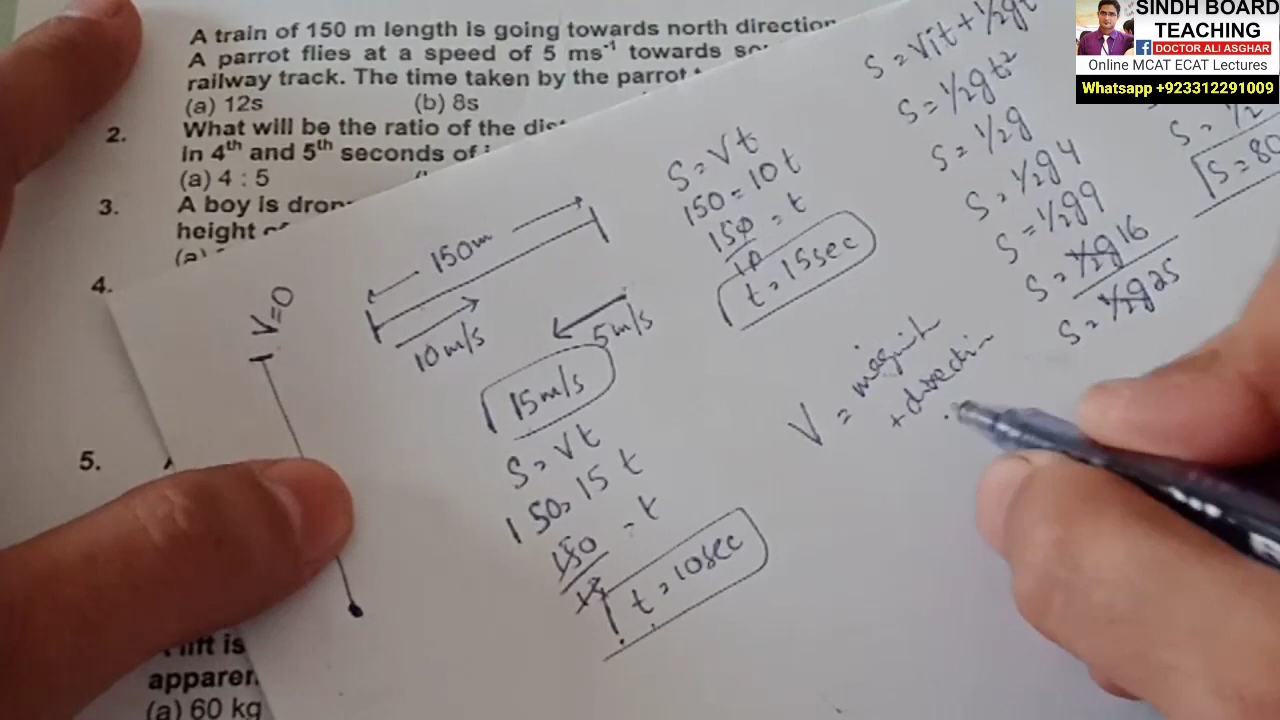 A train of 150 m length is going towards north direction
A parrot flies at a speed of 5 ms⁻¹ towards
railway track. The time taken by the parrot
(a) 12s (b) 8s
2. What will be the ratio of the
in 4th and 5th seconds of
(a) 4 : 5
3. A boy is
height
4.
5.
lift is
(a) 60 kg
V=0
150m
10m/s
5m/s
15m/s
S=Vt
150=15t
150 = t
t=10sec
S=Vt
150=10t
150 = t
10
t=15sec
V = magnit
+direction
S=Vit+½gt
S=½gt²
S=½g
S=½g4
S=½g9
S=½g16
S=½g25
S=½
S=80
SINDH BOARD
TEACHING
f DOCTOR ALI ASGHAR
Online MCAT ECAT Lectures
Whatsapp +923312291009